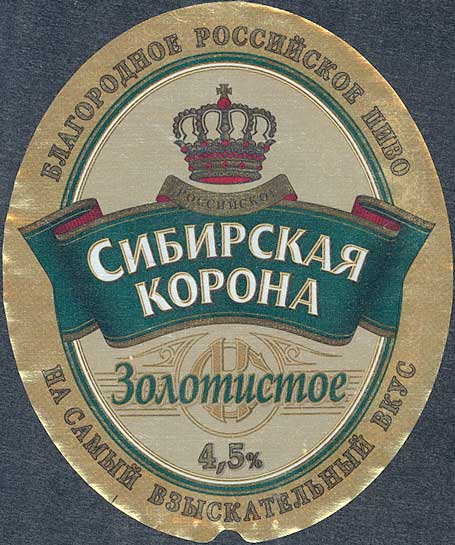 БЛАГОРОДНОЕ РОССИЙСКОЕ ПИВО
РОССИЙСКОЕ
СИБИРСКАЯ
КОРОНА
Золотистое
4,5%
НА САМЫЙ ВЗЫСКАТЕЛЬНЫЙ ВКУС